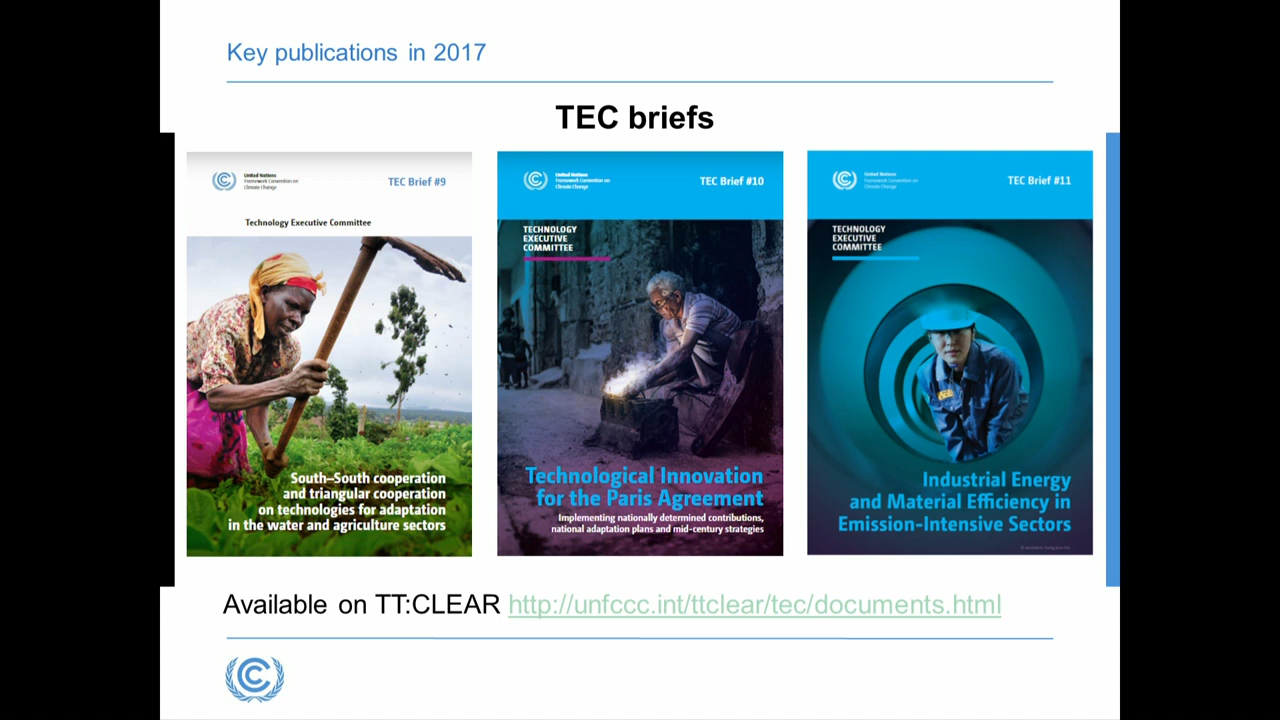 Key publications in 2017
TEC briefs
United Nations
Framework Convention on
Climate Change
TEC Brief #9
Technology Executive Committee
South–South cooperation
and triangular cooperation
on technologies for adaptation
in the water and agriculture sectors
United Nations
Framework Convention on
Climate Change
TEC Brief #10
TECHNOLOGY
EXECUTIVE
COMMITTEE
Technological Innovation
for the Paris Agreement
Implementing nationally determined contributions,
national adaptation plans and mid-century strategies
United Nations
Framework Convention on
Climate Change
TEC Brief #11
TECHNOLOGY
EXECUTIVE
COMMITTEE
Industrial Energy
and Material Efficiency in
Emission-Intensive Sectors
Available on TT:CLEAR http://unfccc.int/ttclear/tec/documents.html